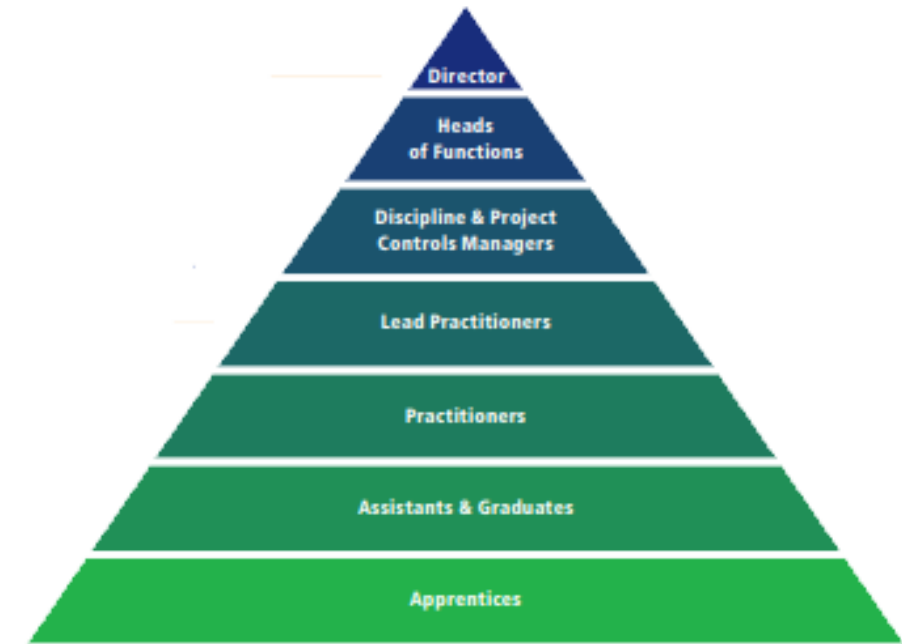 Director
Heads
of Functions
Discipline & Project
Controls Managers
Lead Practitioners
Practitioners
Assistants & Graduates
Apprentices